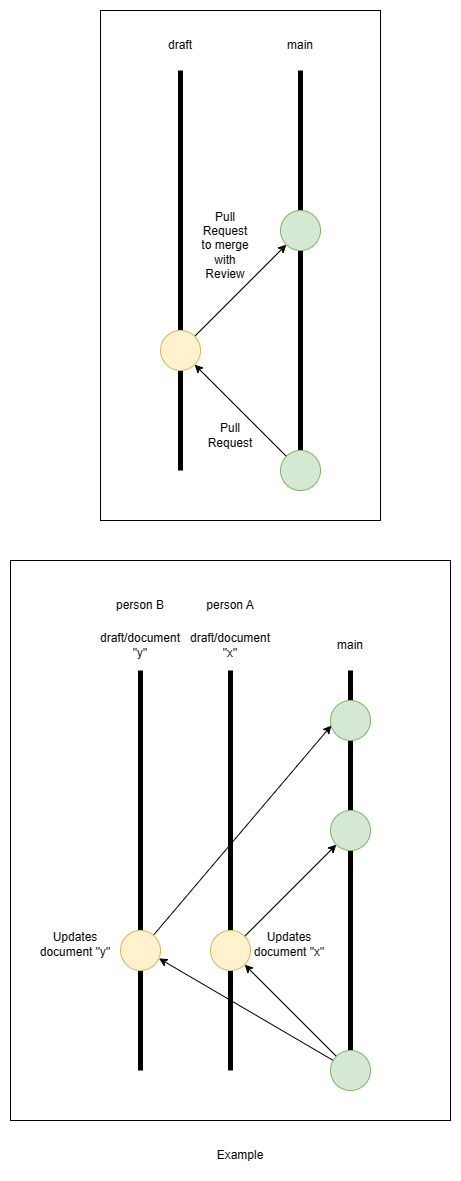 draft
main
Pull
Request
to merge
with
Review
Pull
Request
person B
person A
draft/document
"y"
draft/document
"x"
main
Updates
document "y"
Updates
document "x"
Example